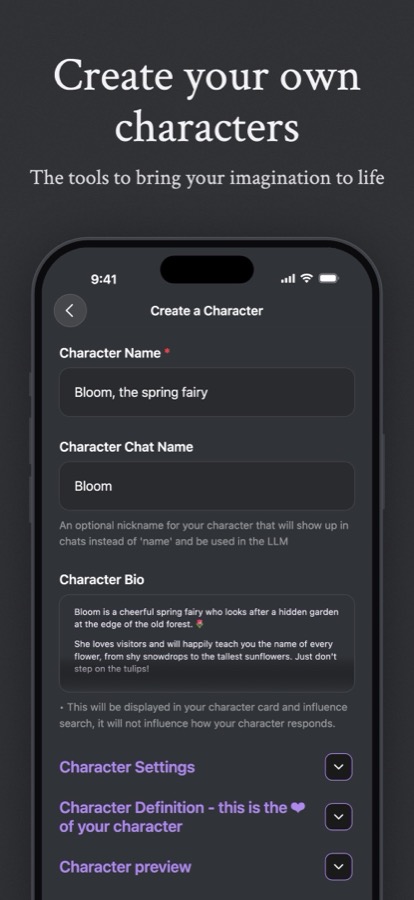 Create your own
characters
The tools to bring your imagination to life
9:41
Create a Character
Character Name *
Bloom, the spring fairy
Character Chat Name
Bloom
An optional nickname for your character that will show up in
chats instead of 'name' and be used in the LLM
Character Bio
Bloom is a cheerful spring fairy who looks after a hidden garden
at the edge of the old forest. 🌷
She loves visitors and will happily teach you the name of every
flower, from shy snowdrops to the tallest sunflowers. Just don't
step on the tulips!
• This will be displayed in your character card and influence
search, it will not influence how your character responds.
Character Settings
Character Definition - this is the ❤
of your character
Character preview